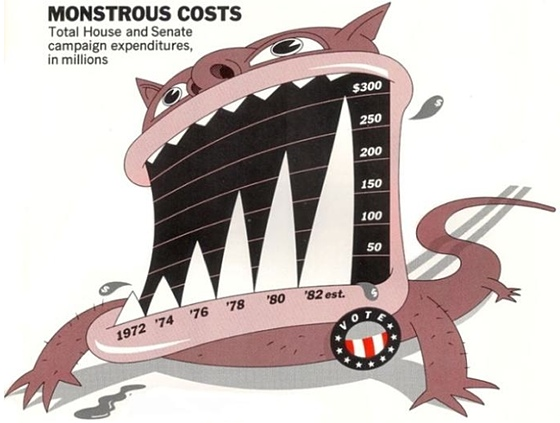 MONSTROUS COSTS
Total House and Senate
campaign expenditures,
in millions
$300
250
200
150
100
50
1972 '74 '76 '78 '80 '82 est.
$
$
$
VOTE